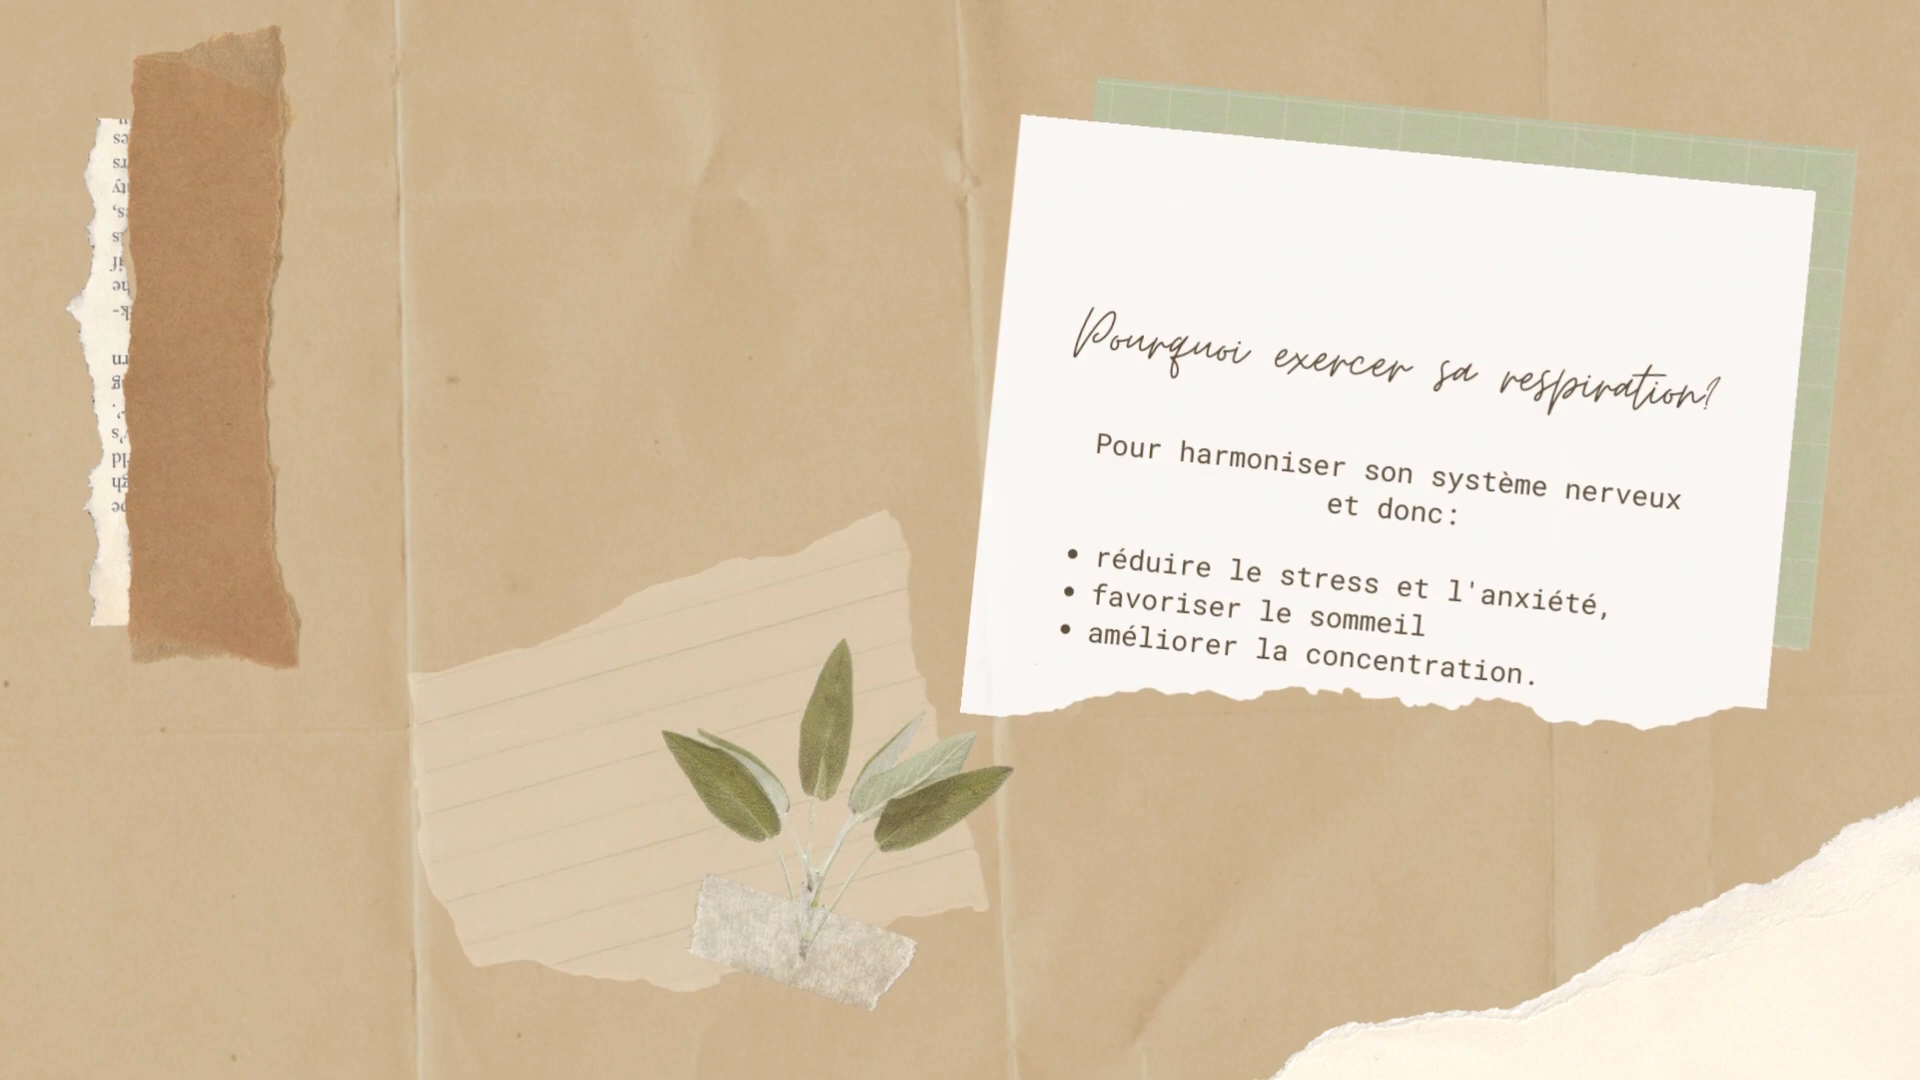 Pourquoi exercer sa respiration?
Pour harmoniser son système nerveux
et donc:
• réduire le stress et l'anxiété,
• favoriser le sommeil
• améliorer la concentration.